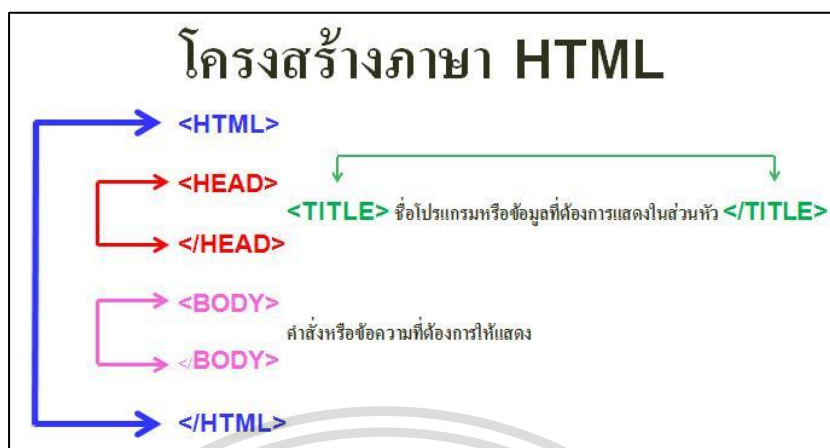 โครงสร้างภาษา HTML
<HTML>
<HEAD>
<TITLE> ชื่อโปรแกรมหรือข้อมูลที่ต้องการแสดงในส่วนหัว </TITLE>
</HEAD>
<BODY>
คำสั่งหรือข้อความที่ต้องการให้แสดง
</BODY>
</HTML>